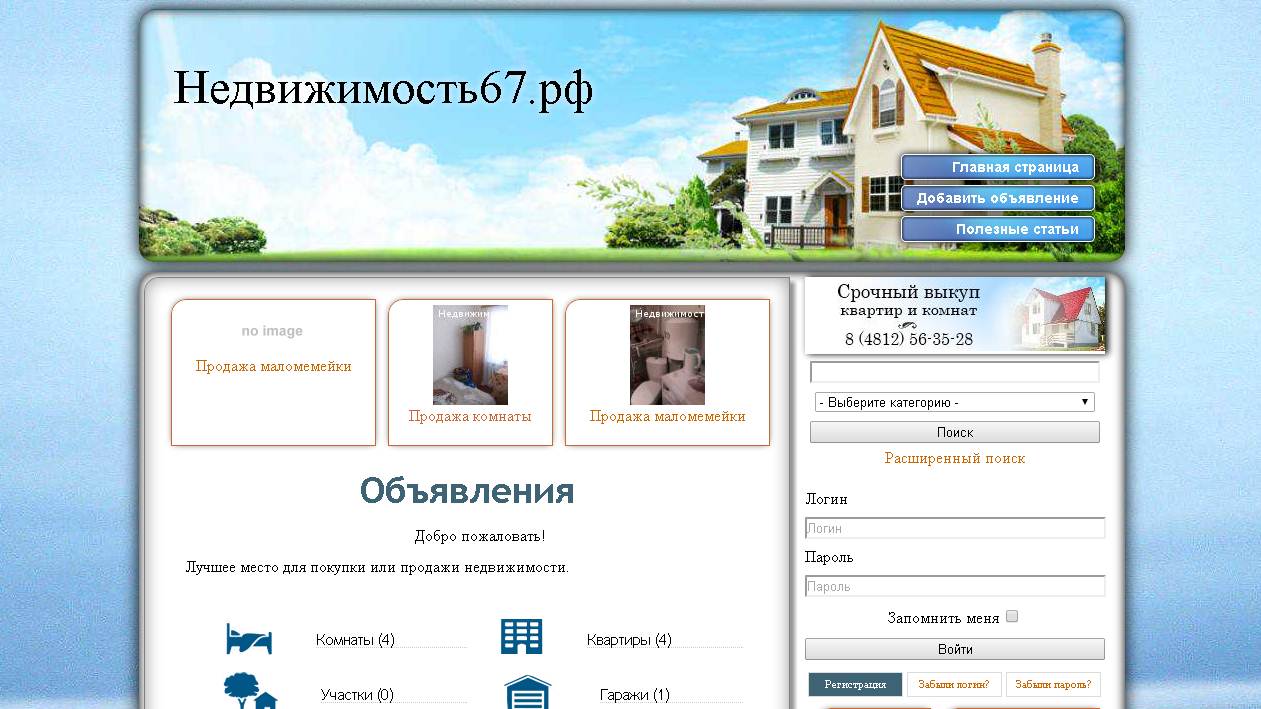 Недвижимость67.рф
Главная страница
Добавить объявление
Полезные статьи
no image
Продажа маломемейки
Недвижим
Продажа комнаты
Недвижимост
Продажа маломемейки
Объявления
Добро пожаловать!
Лучшее место для покупки или продажи недвижимости.
Комнаты (4)
Квартиры (4)
Участки (0)
Гаражи (1)
Срочный выкуп
квартир и комнат
8 (4812) 56-35-28
- Выберите категорию -
Поиск
Расширенный поиск
Логин
Логин
Пароль
Пароль
Запомнить меня
Войти
Регистрация
Забыли логин?
Забыли пароль?